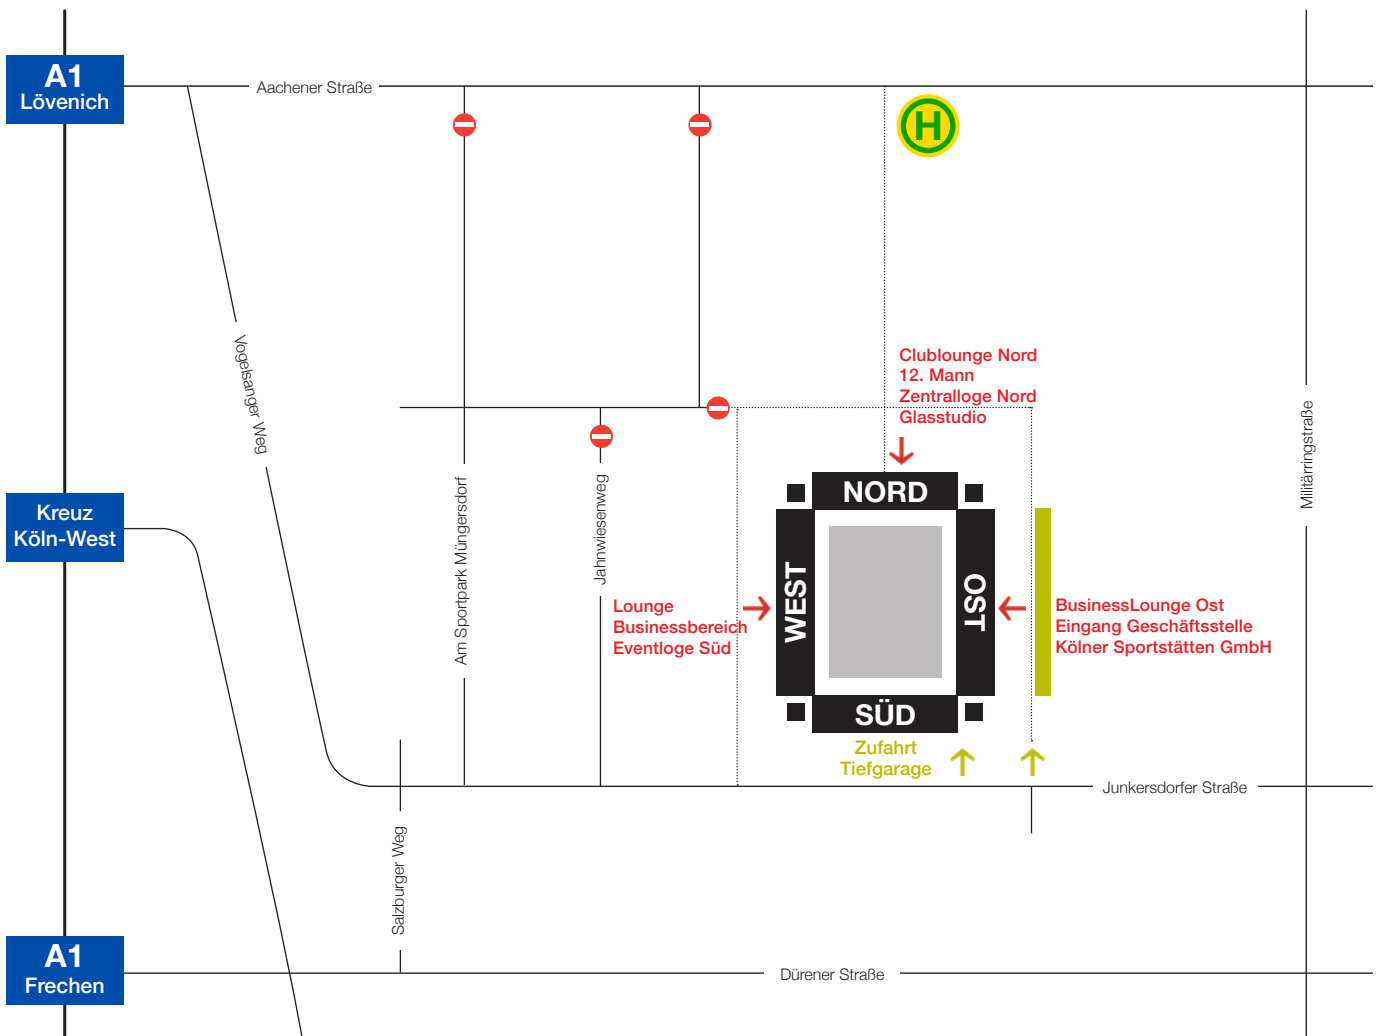 A1
Lövenich
Aachener Straße
H
Vogelsanger Weg
Clublounge Nord
12. Mann
Zentralloge Nord
Glasstudio
Militärringstraße
Kreuz
Köln-West
Am Sportpark Müngersdorf
Jahnwiesenweg
NORD
WEST
OST
SÜD
Lounge
Businessbereich
Eventloge Süd
BusinessLounge Ost
Eingang Geschäftsstelle
Kölner Sportstätten GmbH
Zufahrt
Tiefgarage
Junkersdorfer Straße
Salzburger Weg
A1
Frechen
Dürener Straße